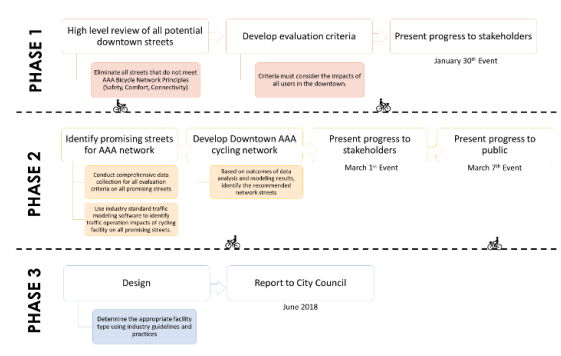 PHASE 1
High level review of all potential
downtown streets
Develop evaluation criteria
Present progress to stakeholders
January 30th Event
Eliminate all streets that do not meet
AAA Bicycle Network Principles
(Safety, Comfort, Connectivity)
Criteria must consider the impacts of
all users in the downtown.
PHASE 2
Identify promising streets
for AAA network
Develop Downtown AAA
cycling network
Present progress to
stakeholders
March 1st Event
Present progress to
public
March 7th Event
Conduct comprehensive data
collection for all evaluation
criteria on all promising streets
Use industry standard traffic
modeling software to identify
traffic operation impacts of cycling
facility on all promising streets.
Based on outcomes of data
analysis and modeling results,
identify the recommended
network streets
PHASE 3
Design
Report to City Council
June 2018
Determine the appropriate facility
type using industry guidelines and
practices